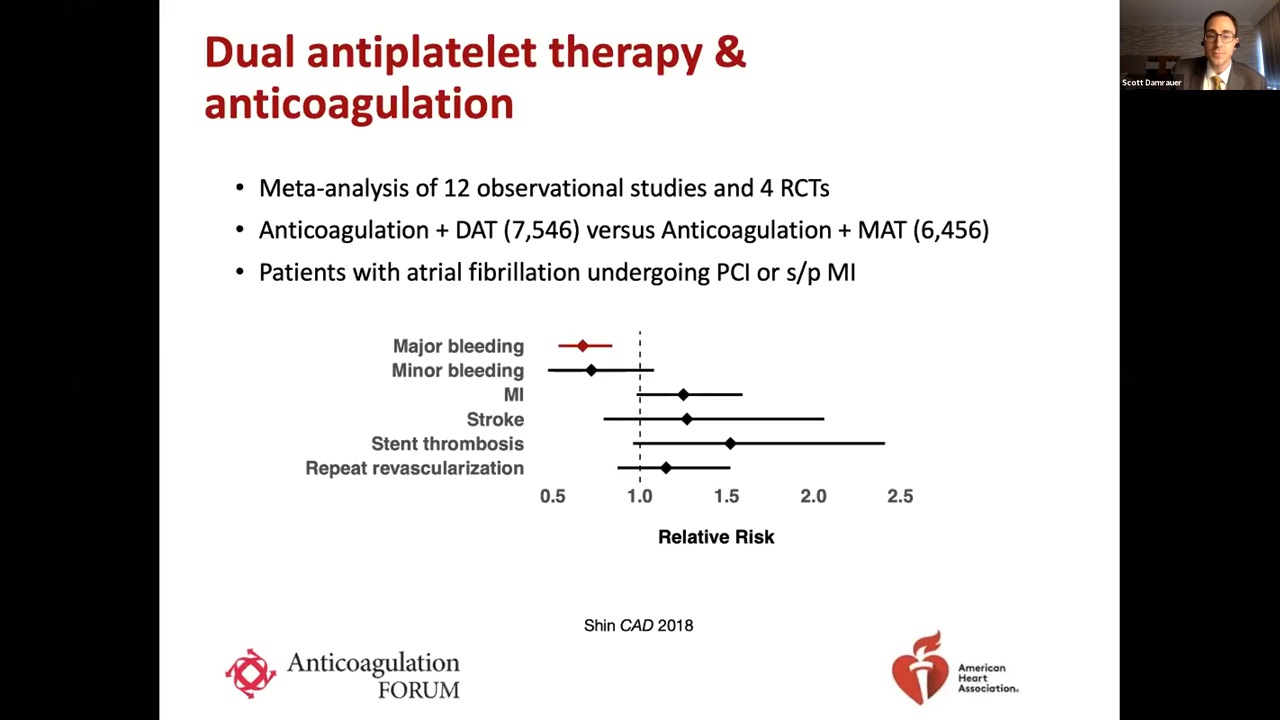 Dual antiplatelet therapy &
anticoagulation
Scott Damrauer
• Meta-analysis of 12 observational studies and 4 RCTs
• Anticoagulation + DAT (7,546) versus Anticoagulation + MAT (6,456)
• Patients with atrial fibrillation undergoing PCI or s/p MI
Major bleeding
Minor bleeding
MI
Stroke
Stent thrombosis
Repeat revascularization
0.5 1.0 1.5 2.0 2.5
Relative Risk
Shin CAD 2018
Anticoagulation
FORUM
American
Heart
Association.